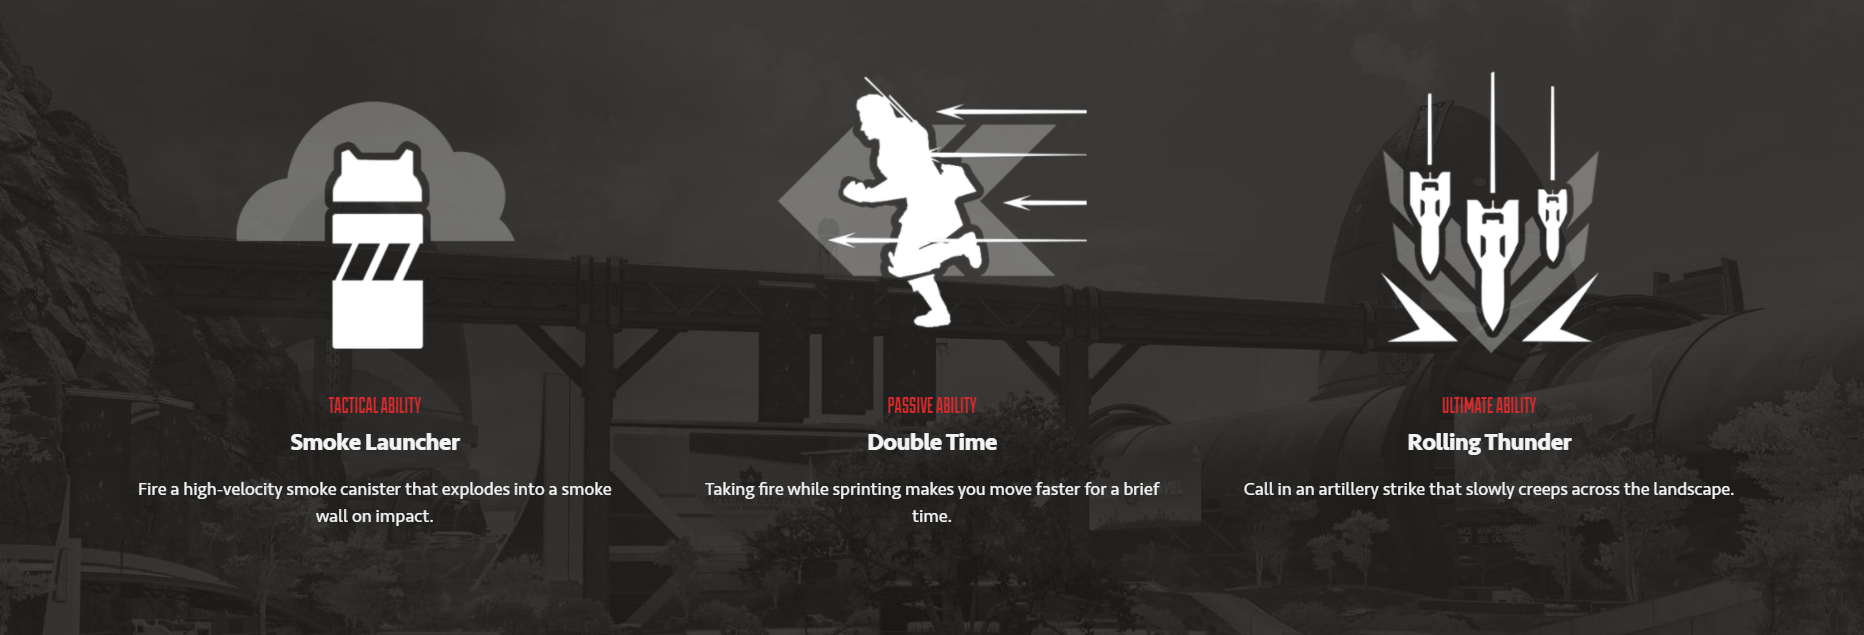 TACTICAL ABILITY
Smoke Launcher
Fire a high-velocity smoke canister that explodes into a smoke
wall on impact.
PASSIVE ABILITY
Double Time
Taking fire while sprinting makes you move faster for a brief
time.
ULTIMATE ABILITY
Rolling Thunder
Call in an artillery strike that slowly creeps across the landscape.